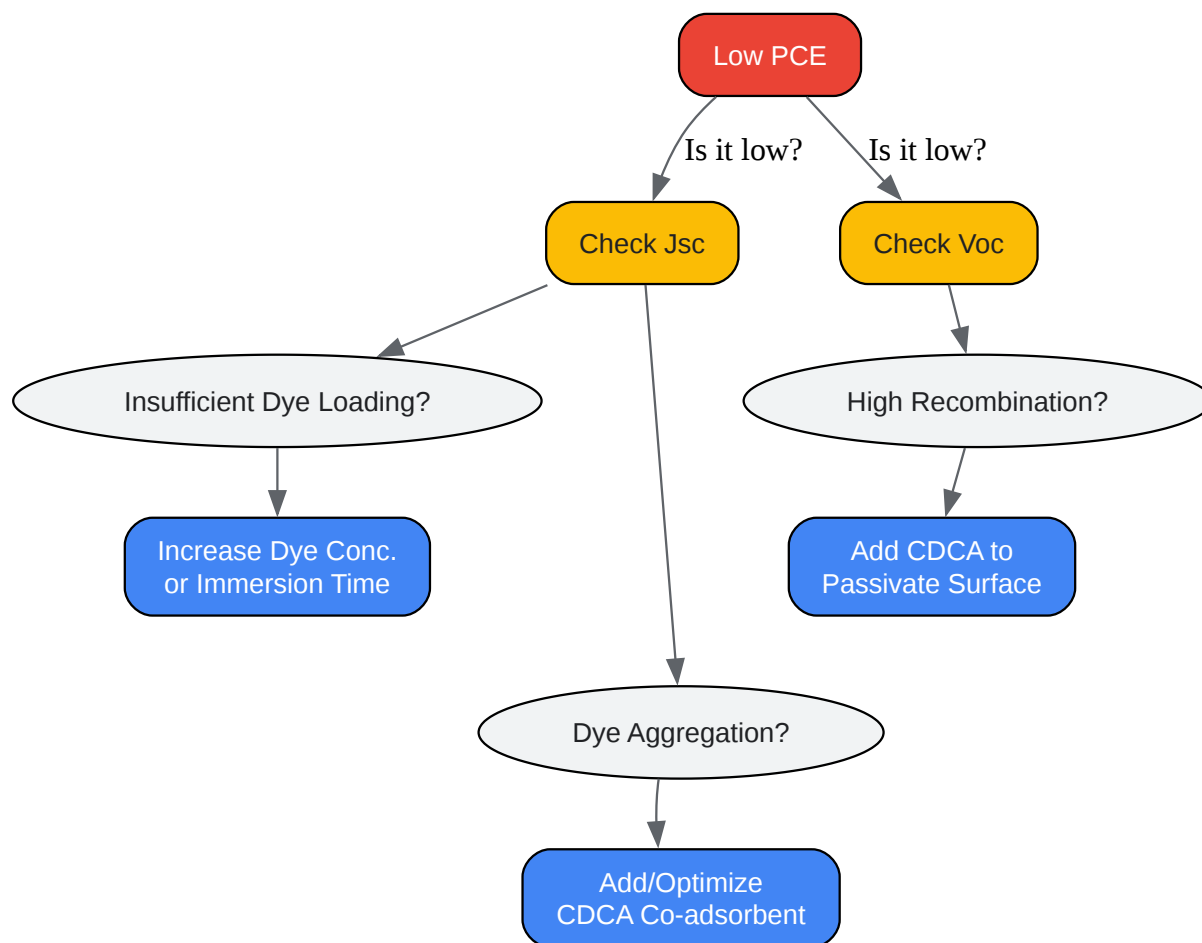 Low PCE
Is it low?
Is it low?
Check Jsc
Check Voc
Insufficient Dye Loading?
High Recombination?
Increase Dye Conc.
or Immersion Time
Add CDCA to
Passivate Surface
Dye Aggregation?
Add/Optimize
CDCA Co-adsorbent